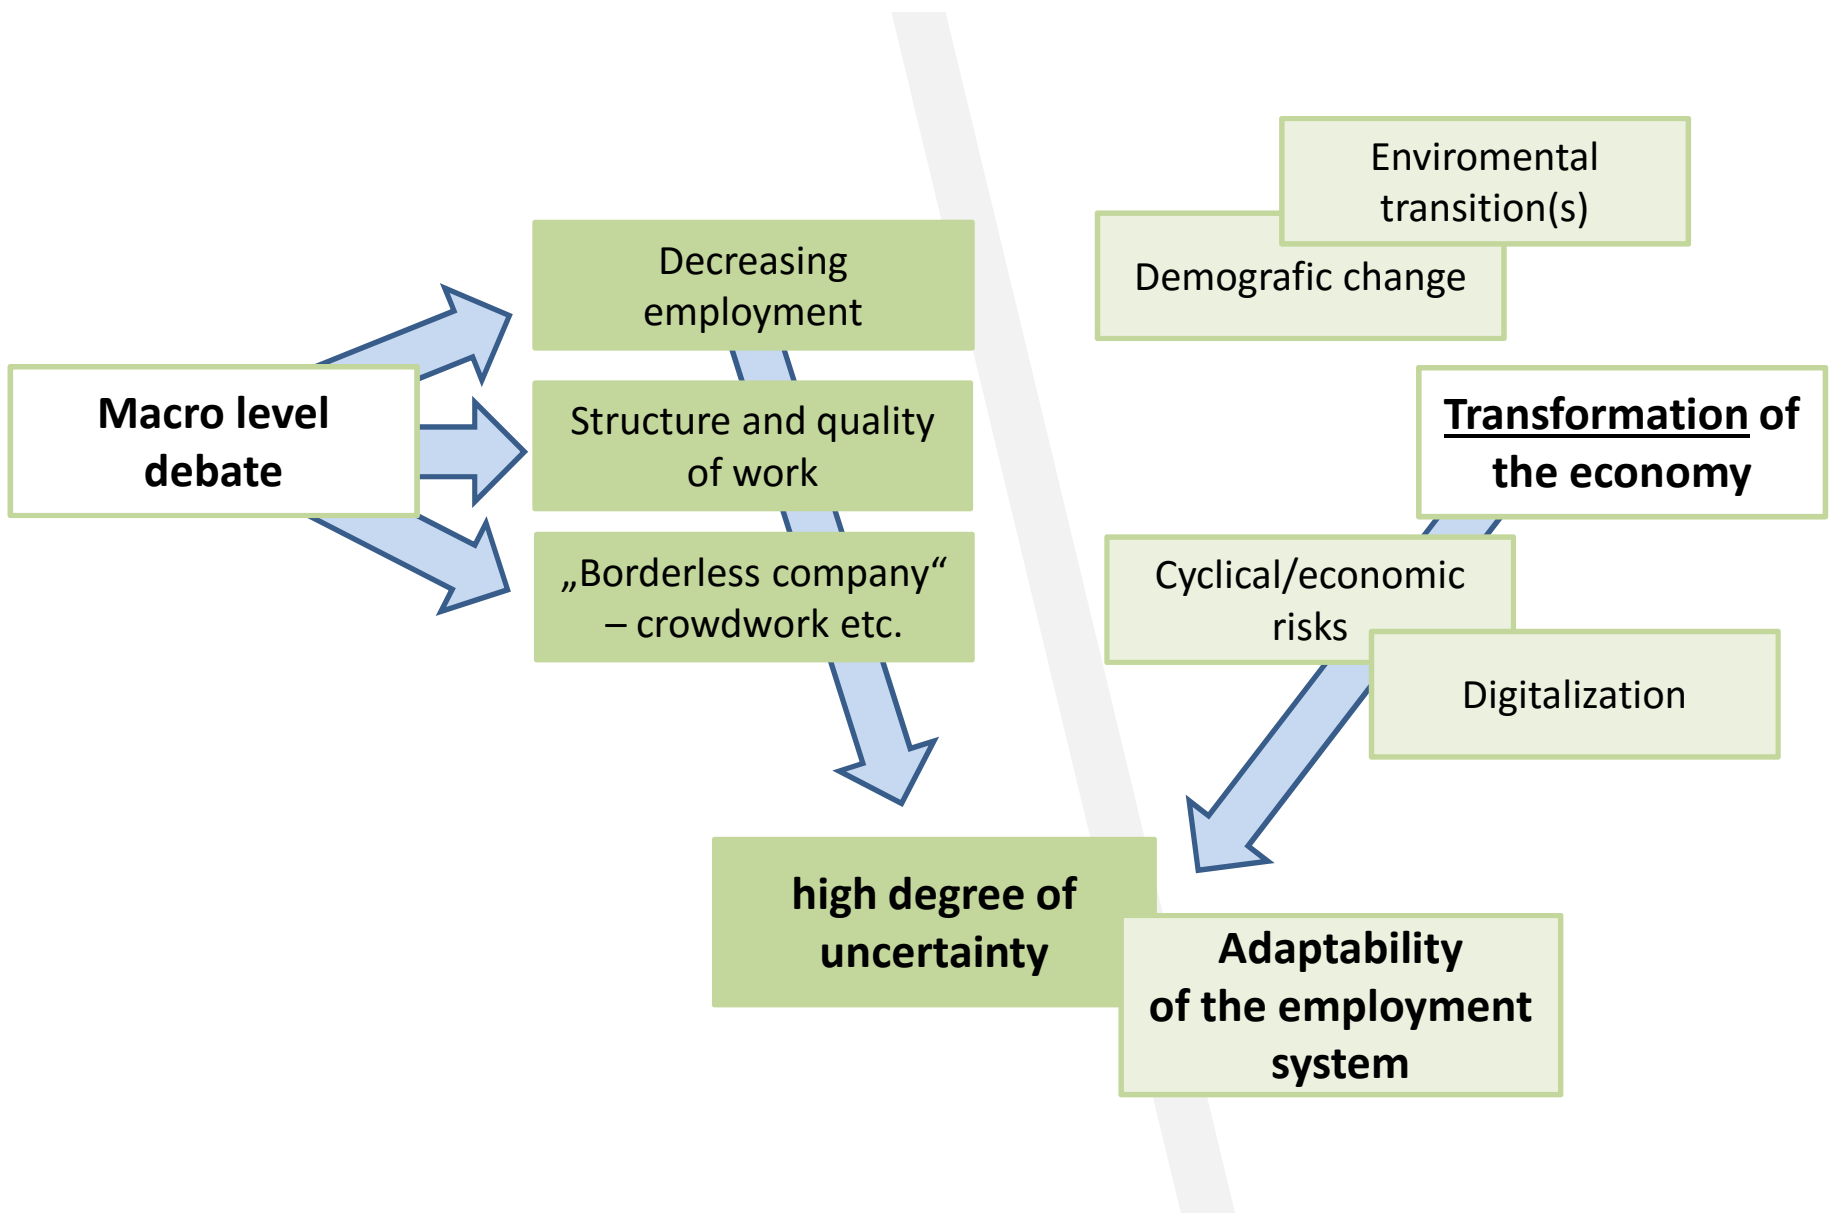 Macro level
debate
Decreasing
employment
Structure and quality
of work
„Borderless company“
– crowdwork etc.
high degree of
uncertainty
Enviromental
transition(s)
Demografic change
Transformation of
the economy
Cyclical/economic
risks
Digitalization
Adaptability
of the employment
system